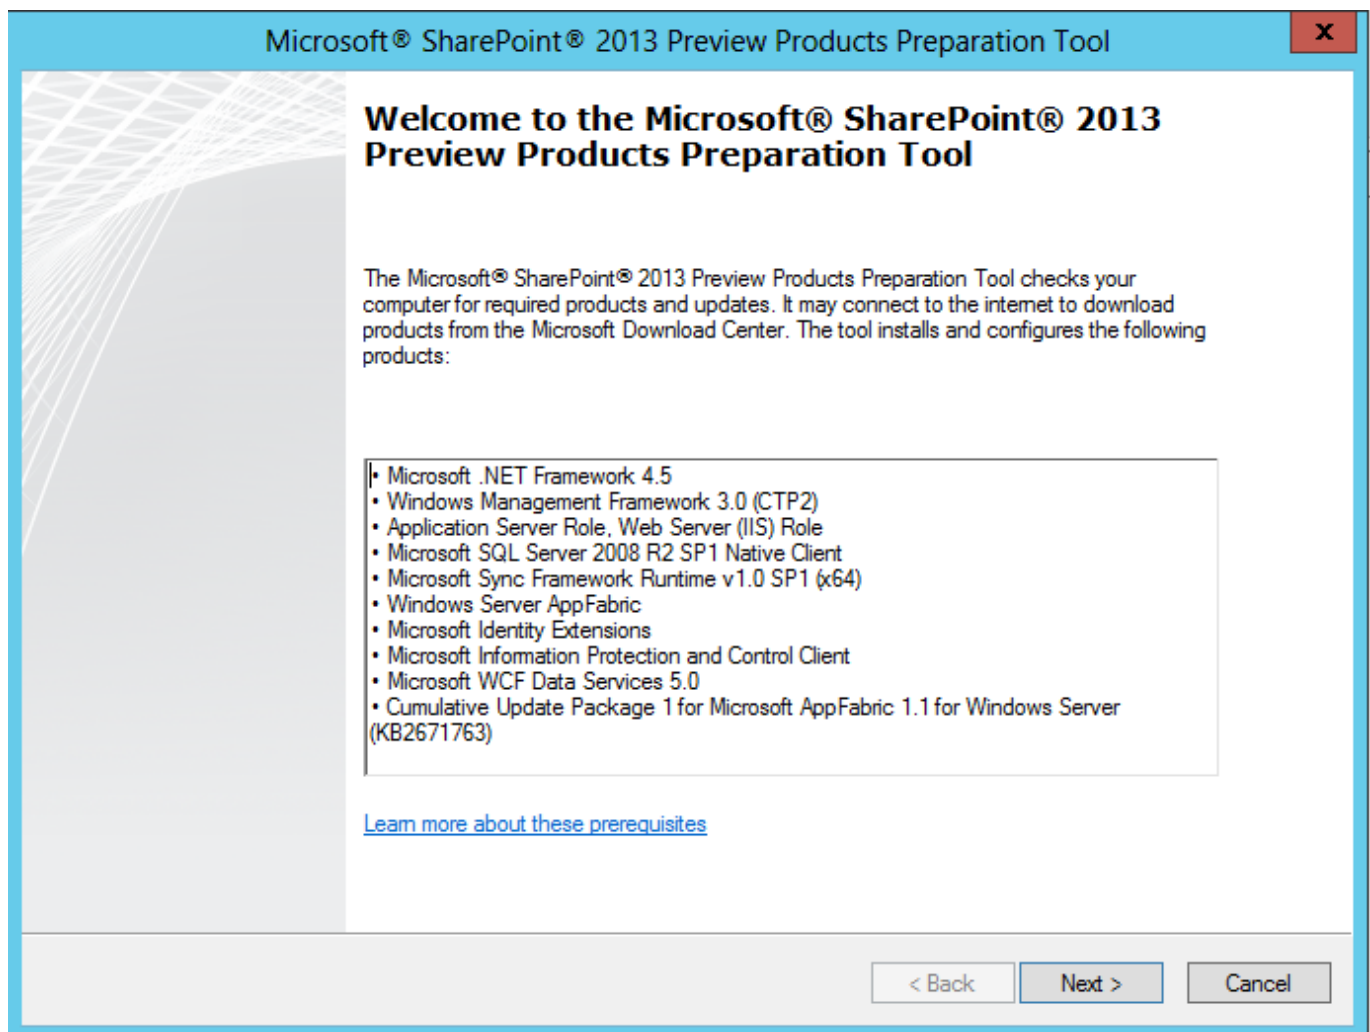 Microsoft® SharePoint® 2013 Preview Products Preparation Tool
x
Welcome to the Microsoft® SharePoint® 2013
Preview Products Preparation Tool
The Microsoft® SharePoint® 2013 Preview Products Preparation Tool checks your
computer for required products and updates. It may connect to the internet to download
products from the Microsoft Download Center. The tool installs and configures the following
products:
• Microsoft .NET Framework 4.5
• Windows Management Framework 3.0 (CTP2)
• Application Server Role, Web Server (IIS) Role
• Microsoft SQL Server 2008 R2 SP1 Native Client
• Microsoft Sync Framework Runtime v1.0 SP1 (x64)
• Windows Server AppFabric
• Microsoft Identity Extensions
• Microsoft Information Protection and Control Client
• Microsoft WCF Data Services 5.0
• Cumulative Update Package 1 for Microsoft AppFabric 1.1 for Windows Server
(KB2671763)
Learn more about these prerequisites
< Back Next > Cancel